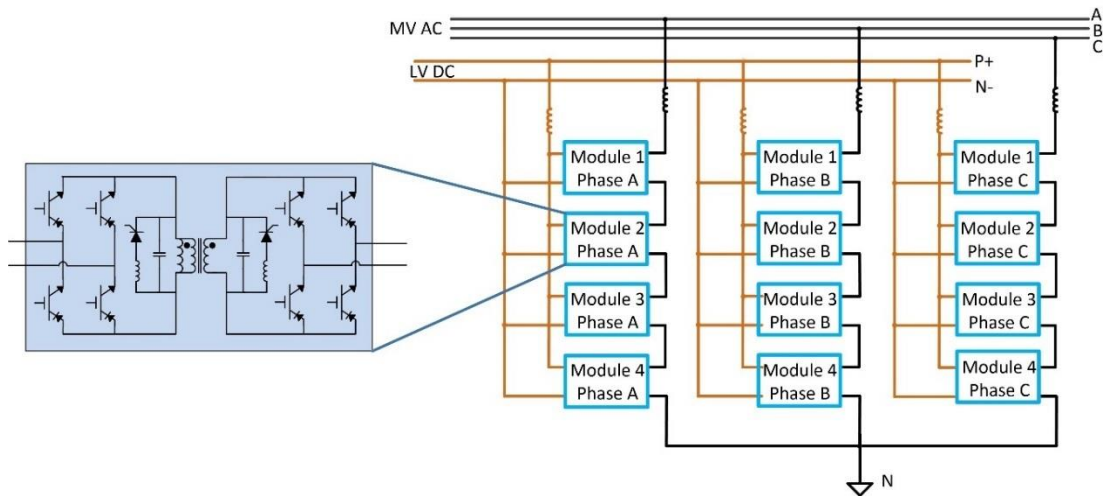 A
MV AC
B
C
P+
LV DC
N-
Module 1
Phase A
Module 1
Phase B
Module 1
Phase C
Module 2
Phase A
Module 2
Phase B
Module 2
Phase C
Module 3
Phase A
Module 3
Phase B
Module 3
Phase C
Module 4
Phase A
Module 4
Phase B
Module 4
Phase C
N